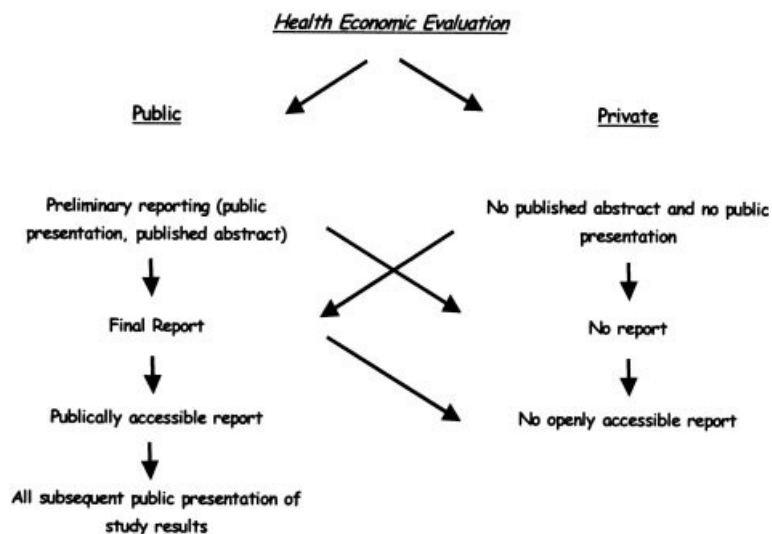 Health Economic Evaluation
Public
Private
Preliminary reporting (public
presentation, published abstract)
No published abstract and no public
presentation
Final Report
No report
Publically accessible report
No openly accessible report
All subsequent public presentation of
study results